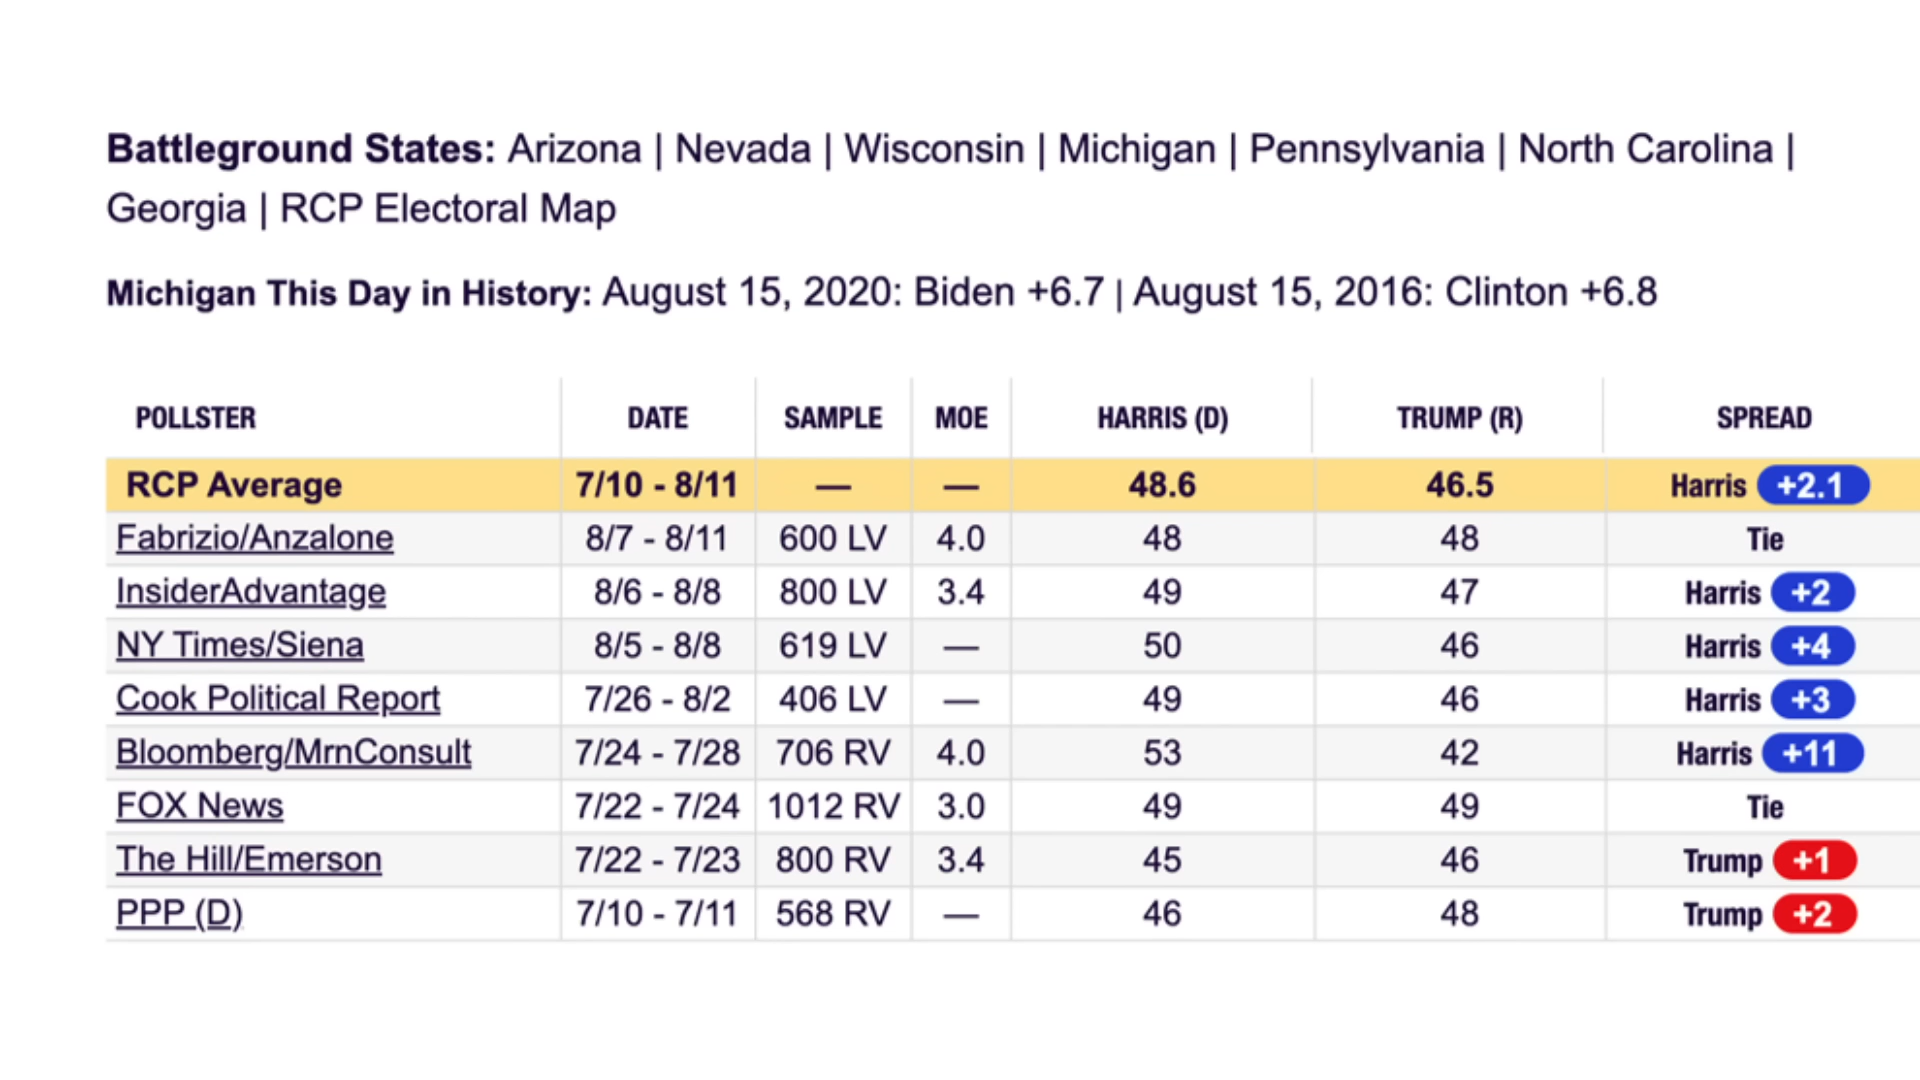 Battleground States: Arizona | Nevada | Wisconsin | Michigan | Pennsylvania | North Carolina |
Georgia | RCP Electoral Map
Michigan This Day in History: August 15, 2020: Biden +6.7 | August 15, 2016: Clinton +6.8
POLLSTER DATE SAMPLE MOE HARRIS (D) TRUMP (R) SPREAD
RCP Average 7/10 - 8/11 — — 48.6 46.5 Harris +2.1
Fabrizio/Anzalone 8/7 - 8/11 600 LV 4.0 48 48 Tie
InsiderAdvantage 8/6 - 8/8 800 LV 3.4 49 47 Harris +2
NY Times/Siena 8/5 - 8/8 619 LV — 50 46 Harris +4
Cook Political Report 7/26 - 8/2 406 LV — 49 46 Harris +3
Bloomberg/MrnConsult 7/24 - 7/28 706 RV 4.0 53 42 Harris +11
FOX News 7/22 - 7/24 1012 RV 3.0 49 49 Tie
The Hill/Emerson 7/22 - 7/23 800 RV 3.4 45 46 Trump +1
PPP (D) 7/10 - 7/11 568 RV — 46 48 Trump +2